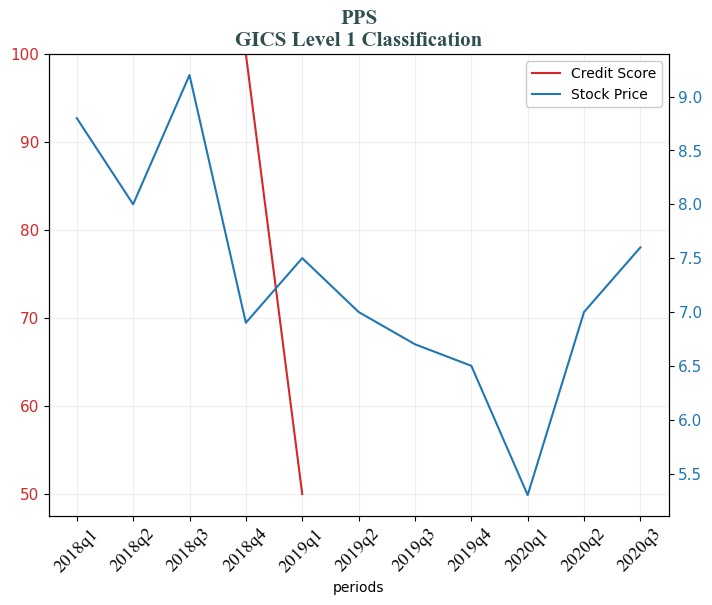 PPS
GICS Level 1 Classification
100
90
80
70
60
50
Credit Score
Stock Price
9.0
8.5
8.0
7.5
7.0
6.5
6.0
5.5
2018q1
2018q2
2018q3
2018q4
2019q1
2019q2
2019q3
2019q4
2020q1
2020q2
2020q3
periods